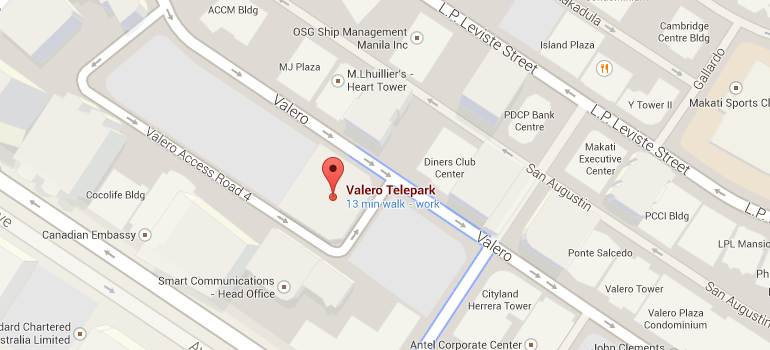 ACCM Bldg
OSG Ship Management
Manila Inc
L.P. Leviste Street
Cambridge
Centre Bldg
Island Plaza
Gallardo
MJ Plaza
M.Lhuillier's -
Heart Tower
Valero
Y Tower II
Makati Sports Cl
PDCP Bank
Centre
L.P. Leviste Street
Valero Access Road 4
Diners Club
Center
San Augustin
Makati
Executive
Center
Valero Telepark
13 min walk - work
Cocolife Bldg
PCCI Bldg
L.P.
Canadian Embassy
Valero
Ponte Salcedo
LPL Mansio
Smart Communications
- Head Office
San Augustin
Valero Tower
Cityland
Herrera Tower
Valero Plaza
Condominium
dard Chartered
ustralia Limited
Antel Corporate Center
John Clements